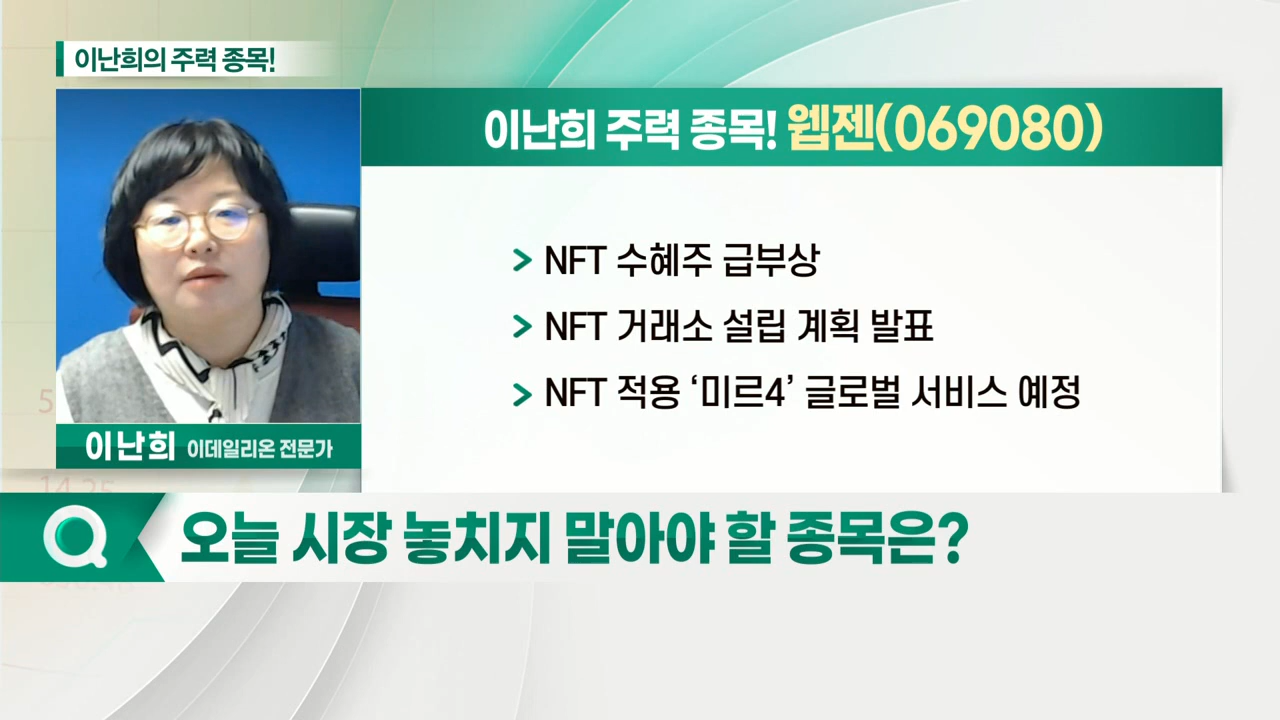 이난희의 주력 종목!
이난희 주력 종목! 웹젠(069080)
> NFT 수혜주 급부상
> NFT 거래소 설립 계획 발표
> NFT 적용 ‘미르4’ 글로벌 서비스 예정
이난희 이데일리온 전문가
오늘 시장 놓치지 말아야 할 종목은?